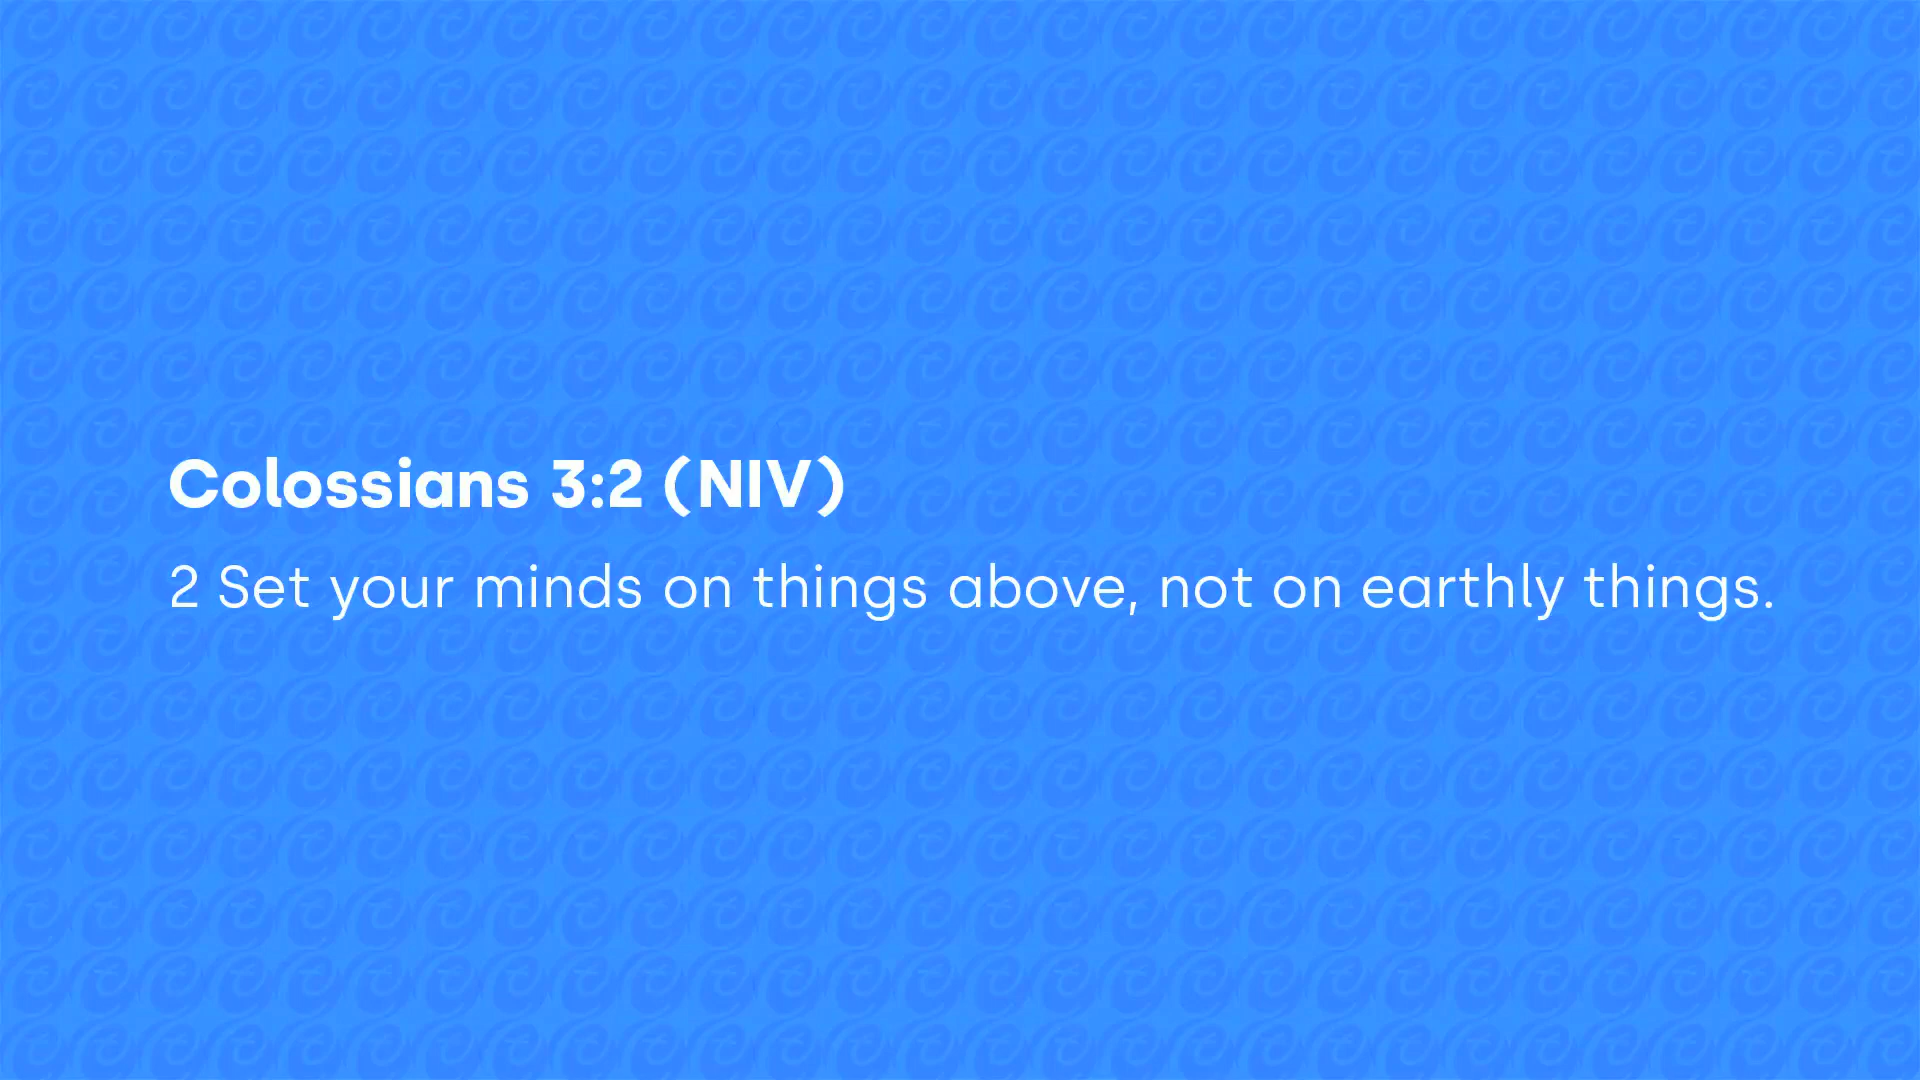 Colossians 3:2 (NIV)
2 Set your minds on things above, not on earthly things.